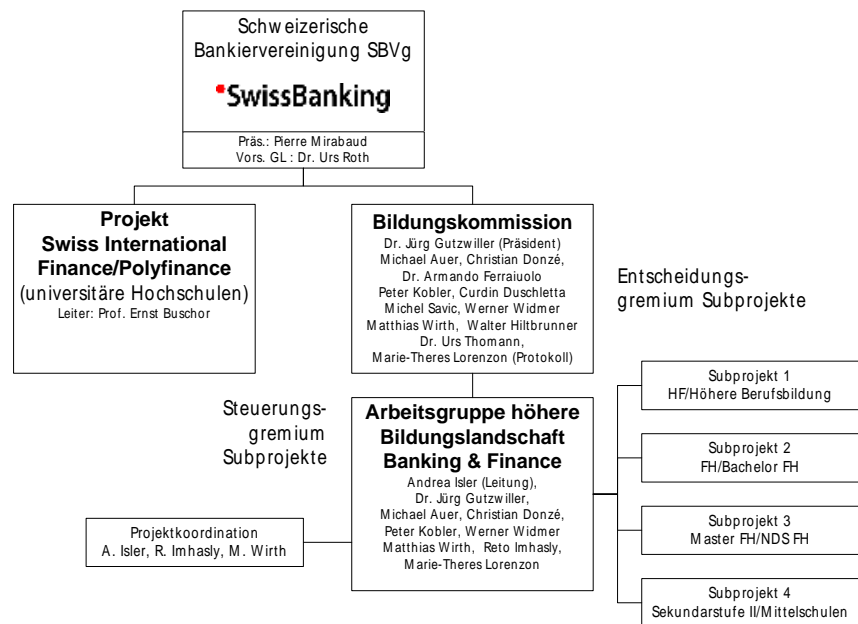 Schweizerische
Bankiervereinigung SBVg
SwissBanking
Präs.: Pierre Mirabaud
Vors. GL : Dr. Urs Roth
Projekt
Swiss International
Finance/Polyfinance
(universitäre Hochschulen)
Leiter: Prof. Ernst Buschor
Bildungskommission
Dr. Jürg Gutzwiller (Präsident)
Michael Auer, Christian Donzé,
Dr. Armando Ferraiuolo
Peter Kobler, Curdin Duschletta
Michel Savic, Werner Widmer
Matthias Wirth, Walter Hiltbrunner
Dr. Urs Thomann,
Marie-Theres Lorenzon (Protokoll)
Entscheidungs-
gremium Subprojekte
Steuerungs-
gremium
Subprojekte
Arbeitsgruppe höhere
Bildungslandschaft
Banking & Finance
Andrea Isler (Leitung),
Dr. Jürg Gutzwiller,
Michael Auer, Christian Donzé,
Peter Kobler, Werner Widmer
Matthias Wirth, Reto Imhasly,
Marie-Theres Lorenzon
Projektkoordination
A. Isler, R. Imhasly, M. Wirth
Subprojekt 1
HF/Höhere Berufsbildung
Subprojekt 2
FH/Bachelor FH
Subprojekt 3
Master FH/NDS FH
Subprojekt 4
Sekundarstufe II/Mittelschulen